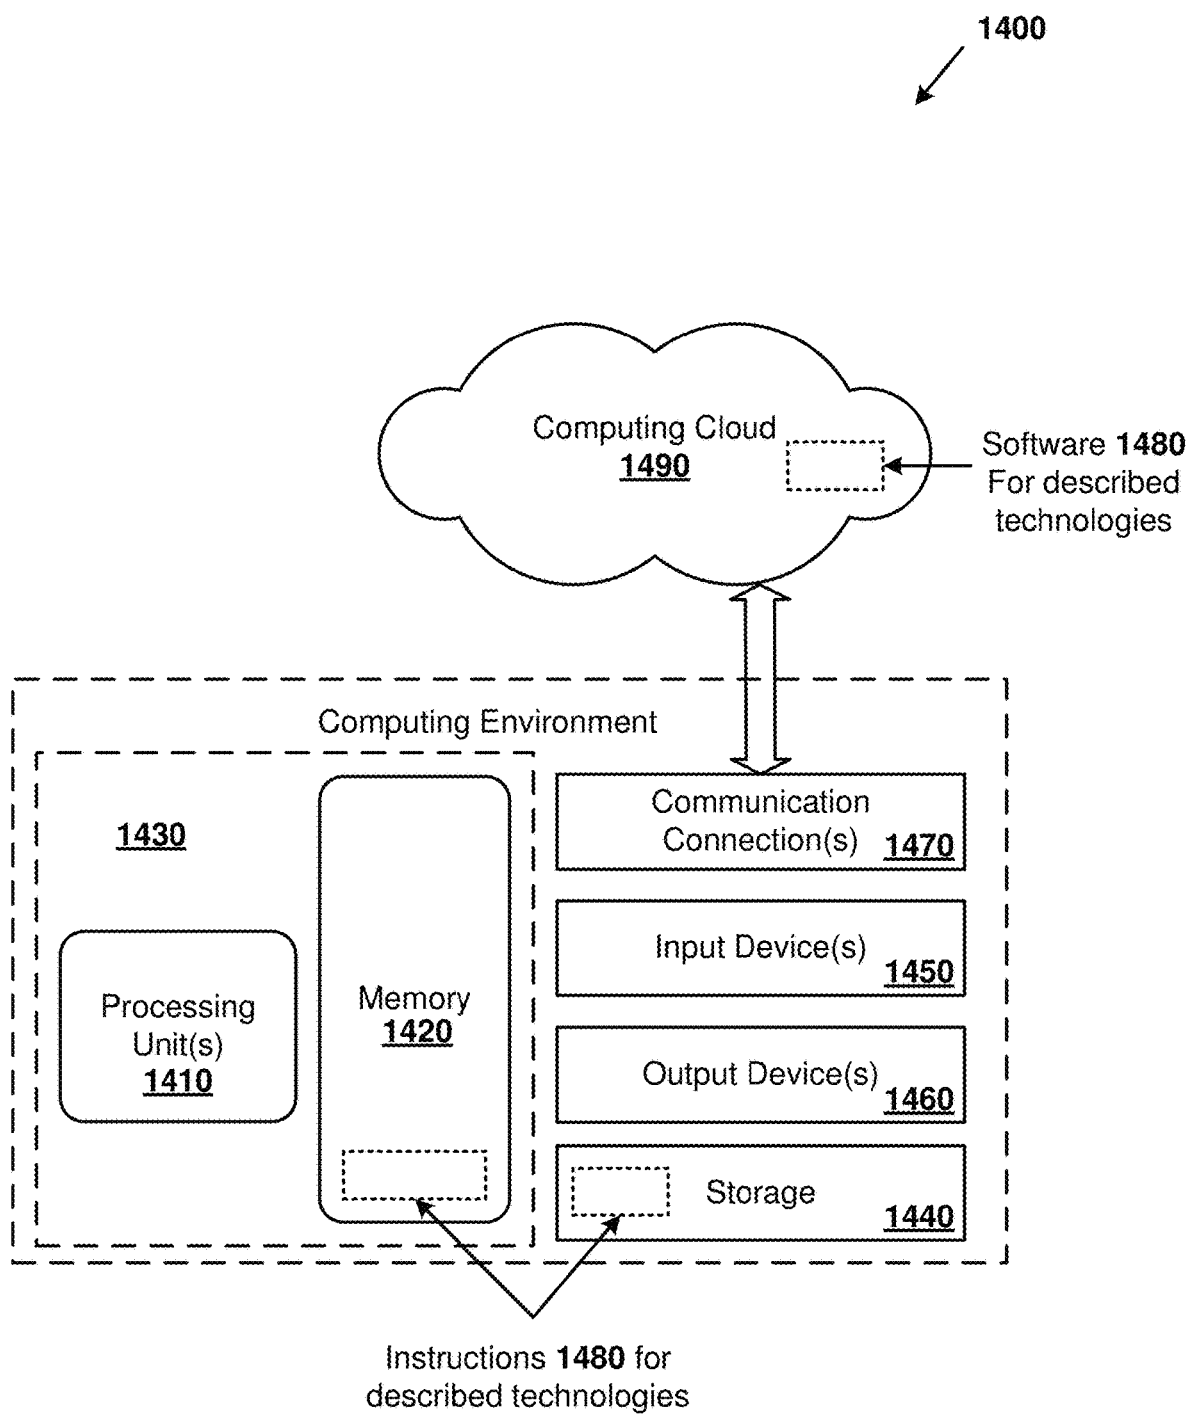 1400
Computing Cloud
1490
Software 1480
For described
technologies
Computing Environment
1430
Processing
Unit(s)
1410
Memory
1420
Communication
Connection(s)
1470
Input Device(s)
1450
Output Device(s)
1460
Storage
1440
Instructions 1480 for
described technologies